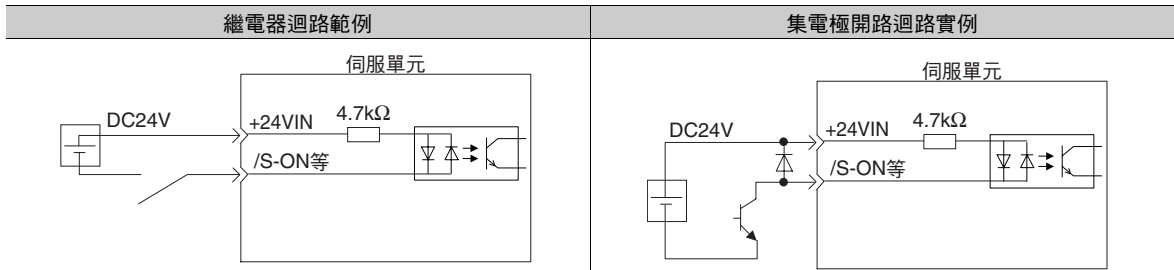 繼電器迴路範例
集電極開路迴路實例
伺服單元
DC24V
+24VIN
4.7kΩ
/S-ON等
伺服單元
DC24V
+24VIN
4.7kΩ
/S-ON等